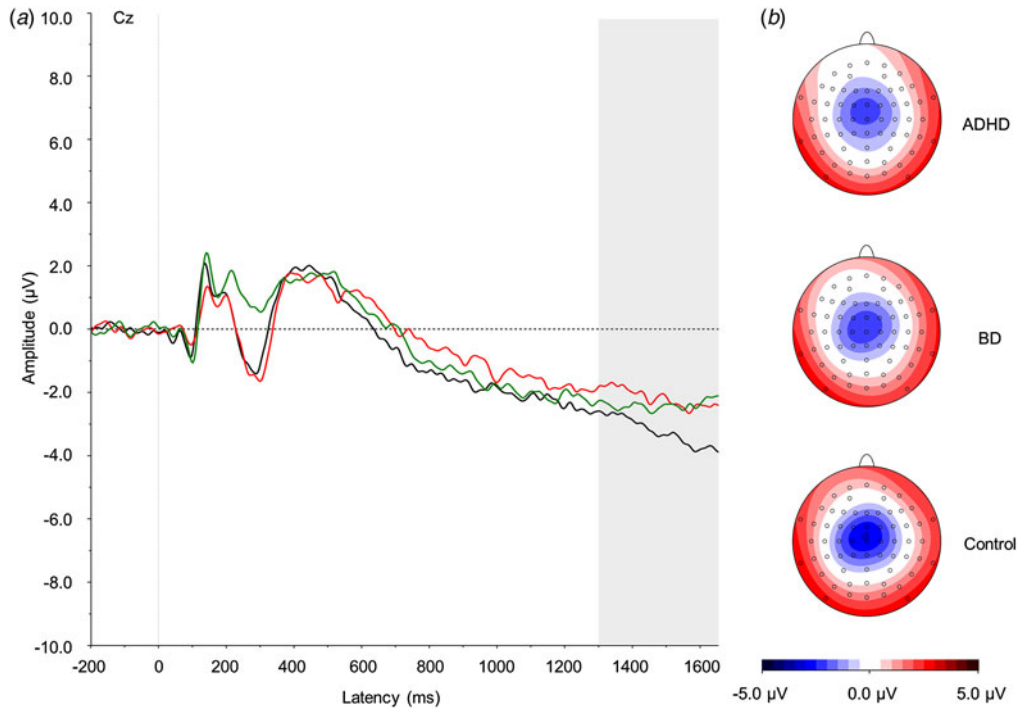 (a)
Cz
10.0
8.0
6.0
4.0
2.0
0.0
-2.0
-4.0
-6.0
-8.0
-10.0
Amplitude (µV)
-200 0 200 400 600 800 1000 1200 1400 1600
Latency (ms)
(b)
ADHD
BD
Control
-5.0 µV 0.0 µV 5.0 µV